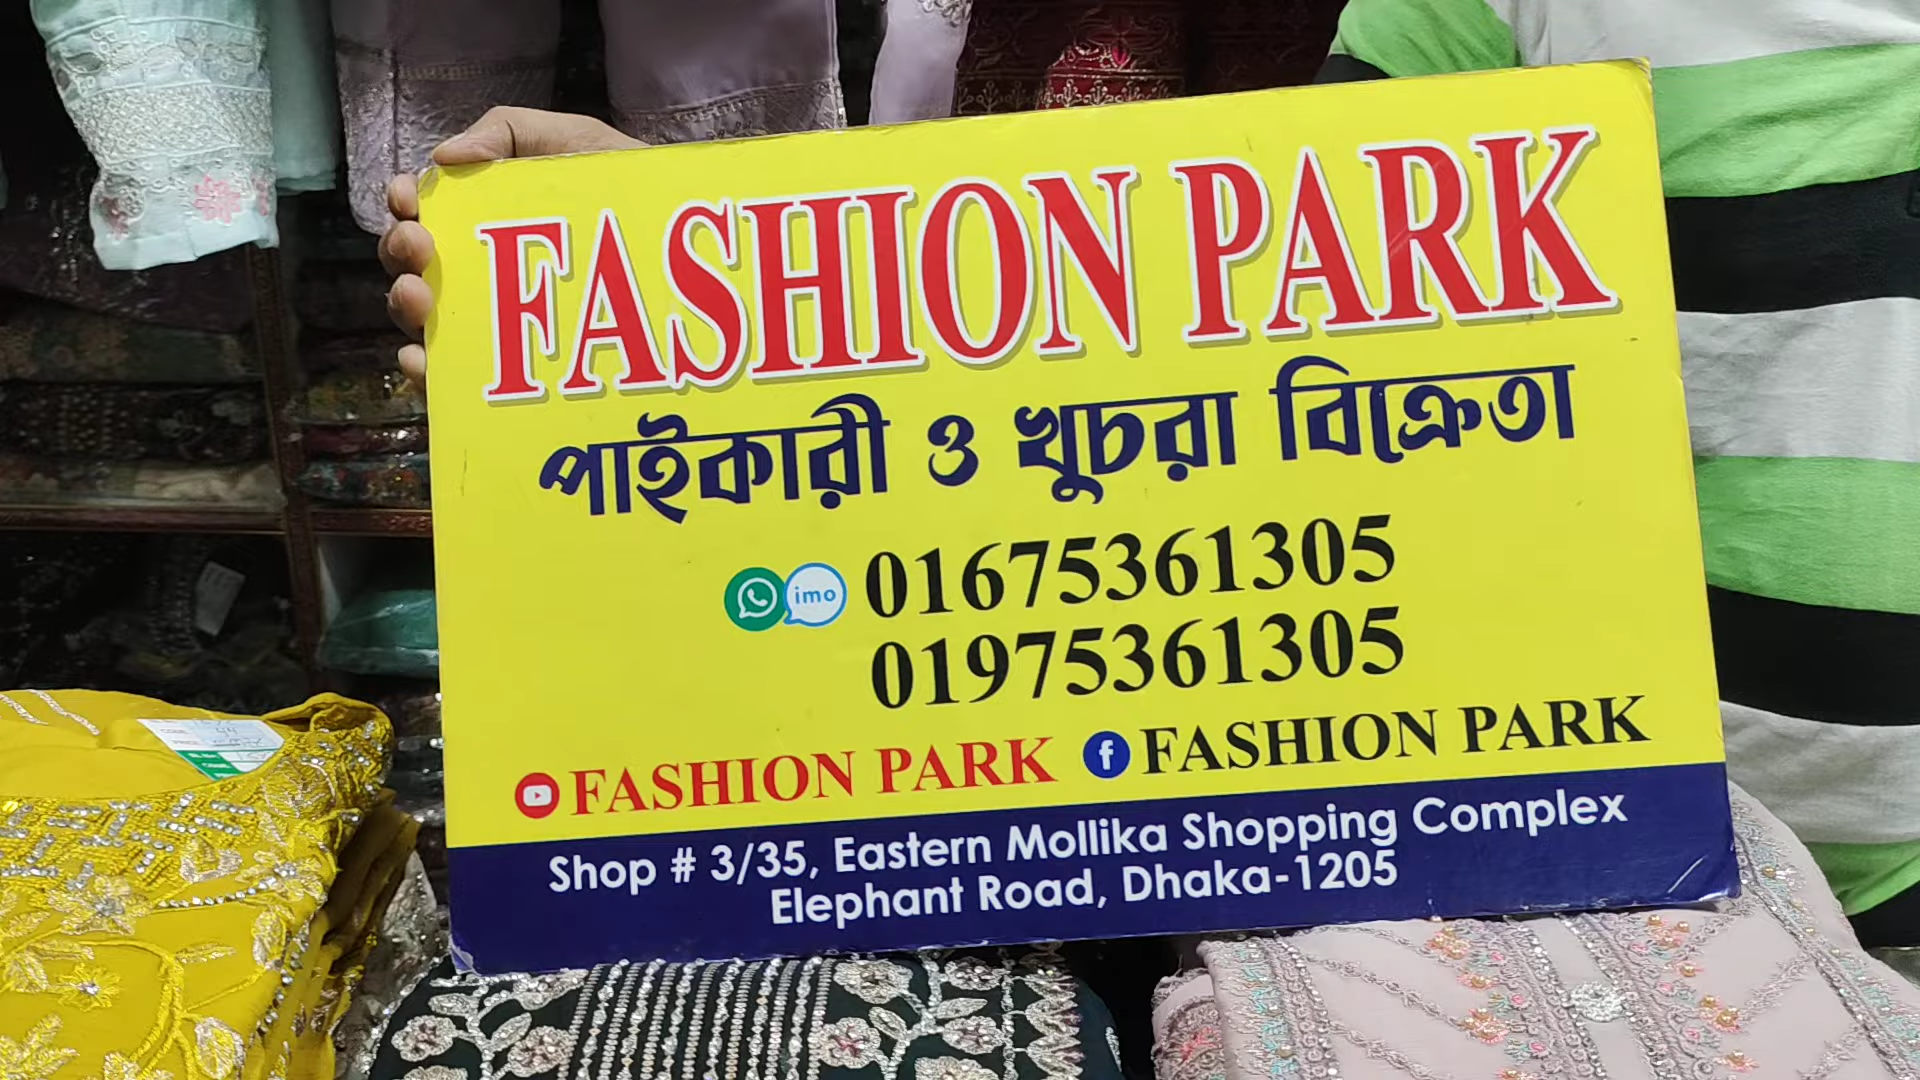 FASHION PARK
পাইকারী ও খুচরা বিক্রেতা
imo 01675361305
01975361305
FASHION PARK FASHION PARK
Shop # 3/35, Eastern Mollika Shopping Complex
Elephant Road, Dhaka-1205